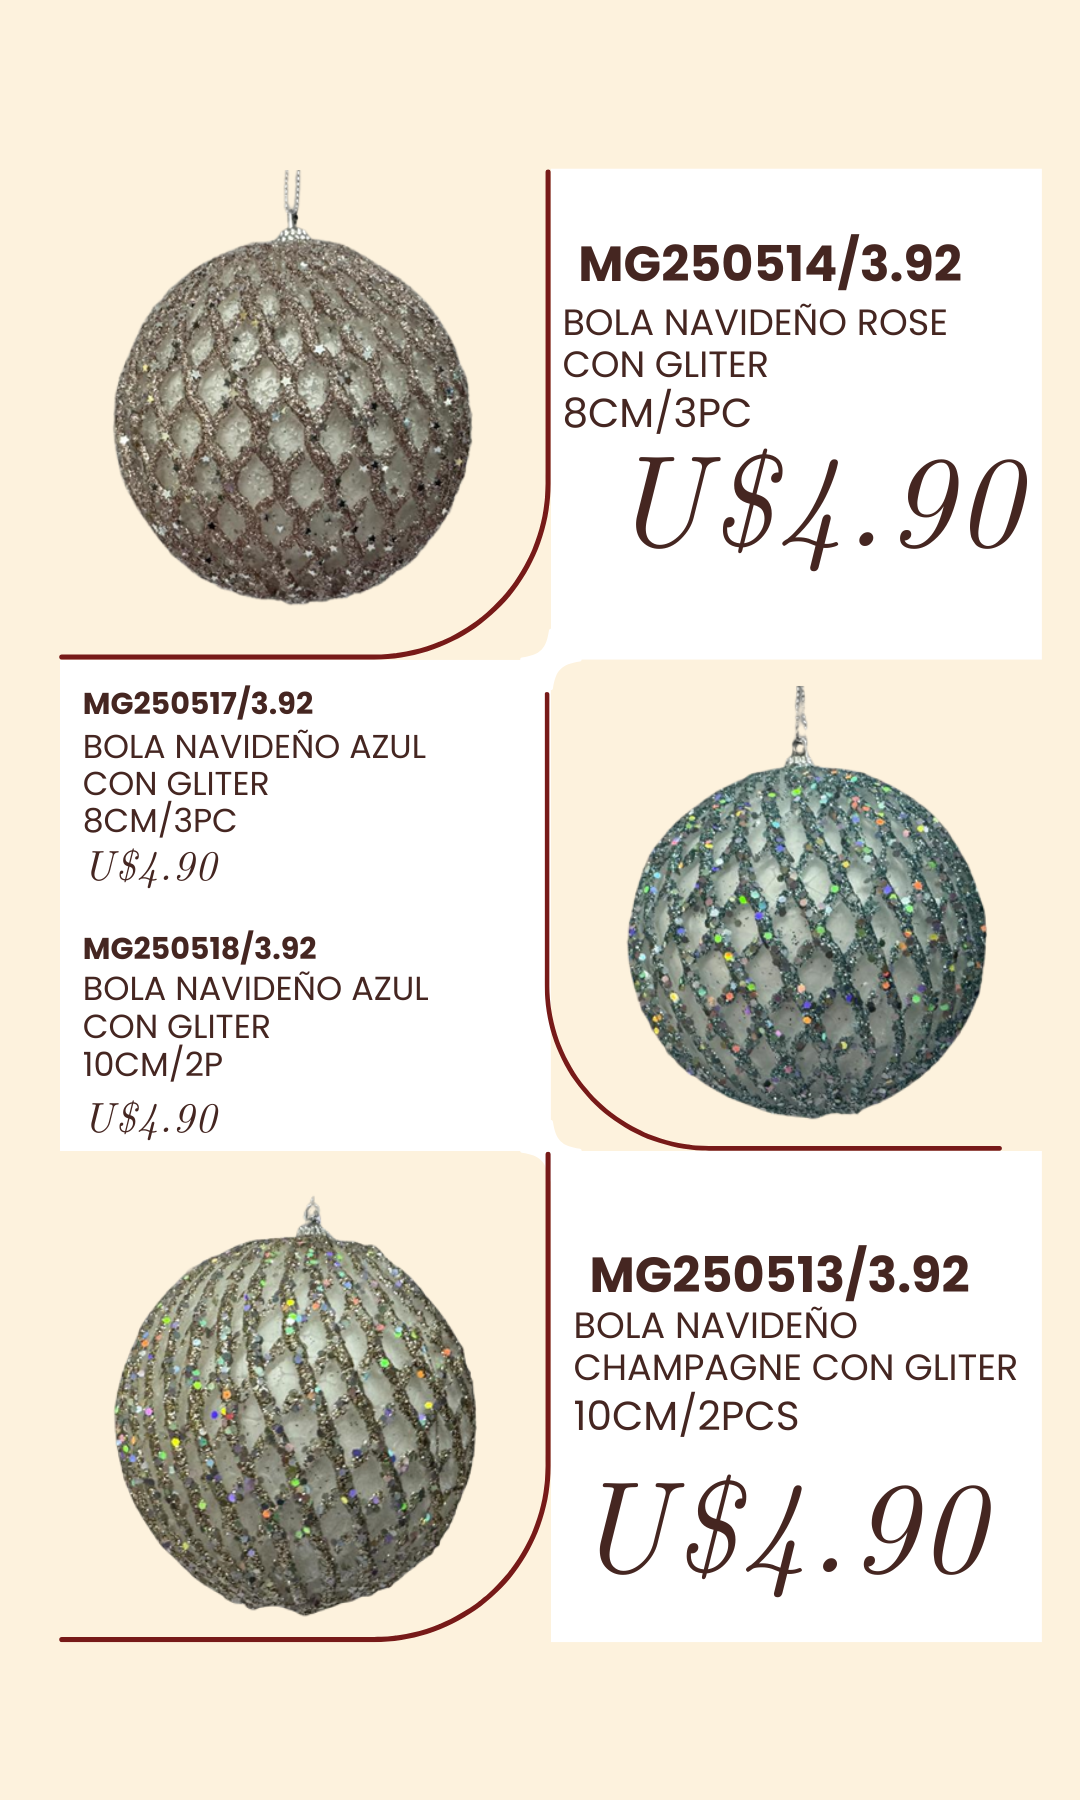 MG250514/3.92
BOLA NAVIDEÑO ROSE
CON GLITER
8CM/3PC
U$4.90
MG250517/3.92
BOLA NAVIDEÑO AZUL
CON GLITER
8CM/3PC
U$4.90
MG250518/3.92
BOLA NAVIDEÑO AZUL
CON GLITER
10CM/2P
U$4.90
MG250513/3.92
BOLA NAVIDEÑO
CHAMPAGNE CON GLITER
10CM/2PCS
U$4.90